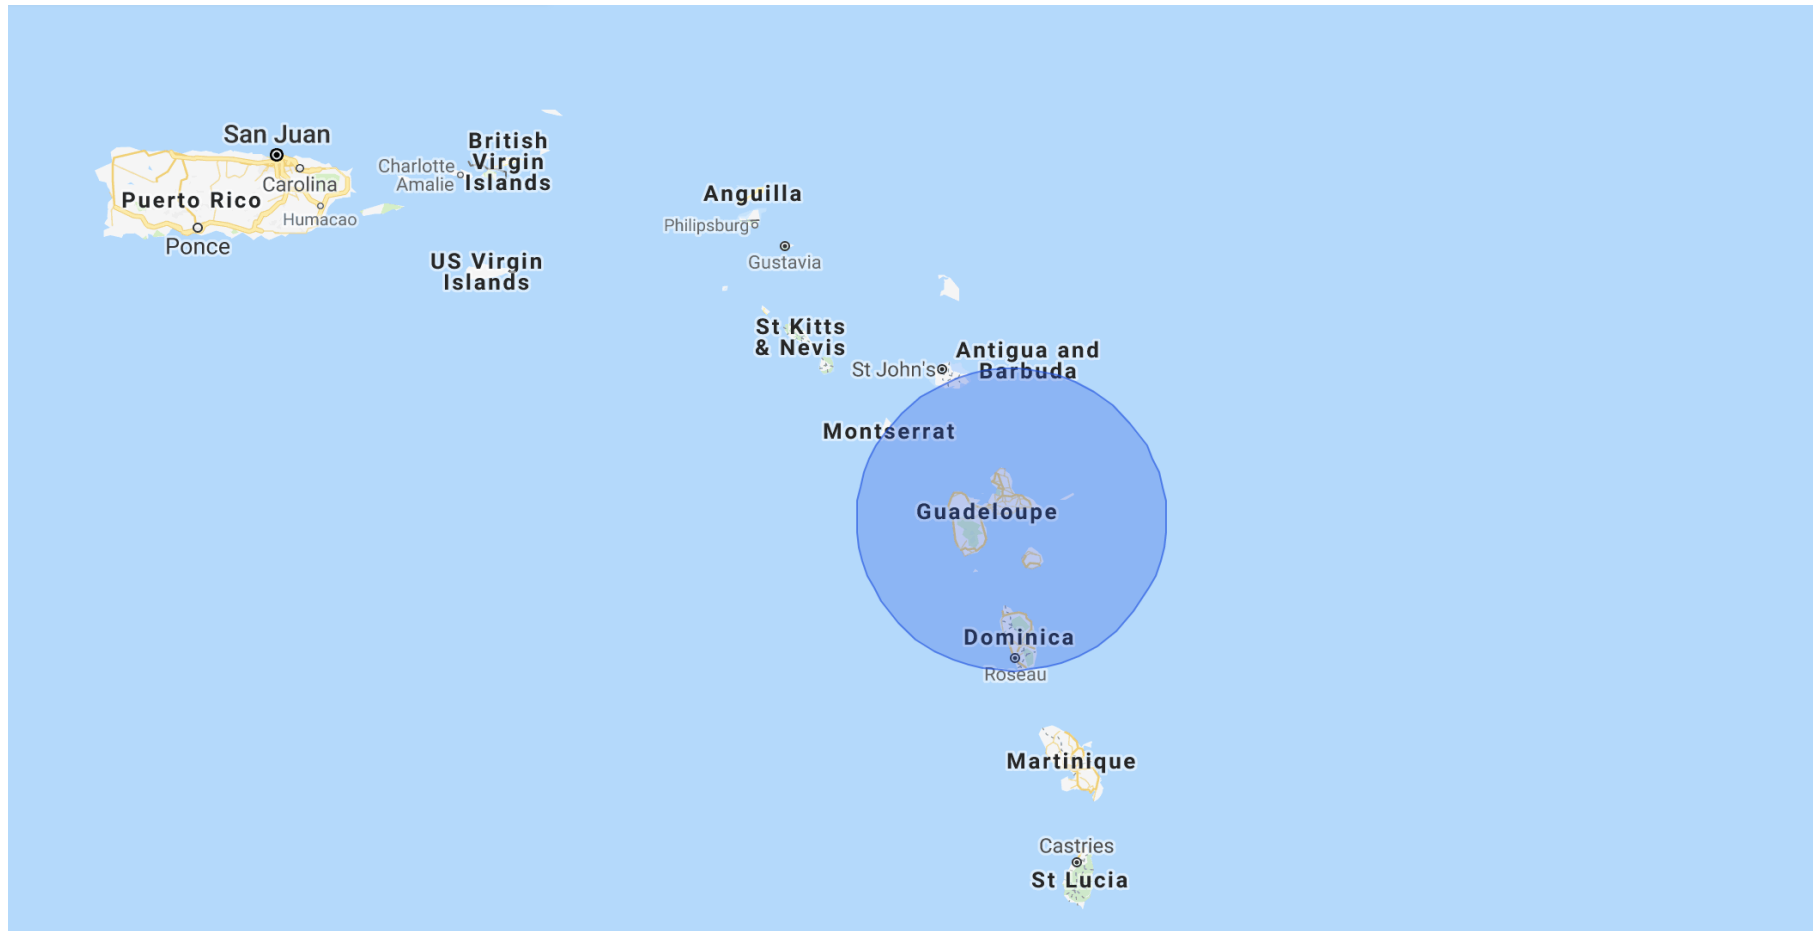 San Juan
Carolina
Puerto Rico
Humacao
Ponce
Charlotte
Amalie
British
Virgin
Islands
US Virgin
Islands
Anguilla
Philipsburg
Gustavia
St Kitts
& Nevis
St John's
Antigua and
Barbuda
Montserrat
Guadeloupe
Dominica
Roseau
Martinique
Castries
St Lucia